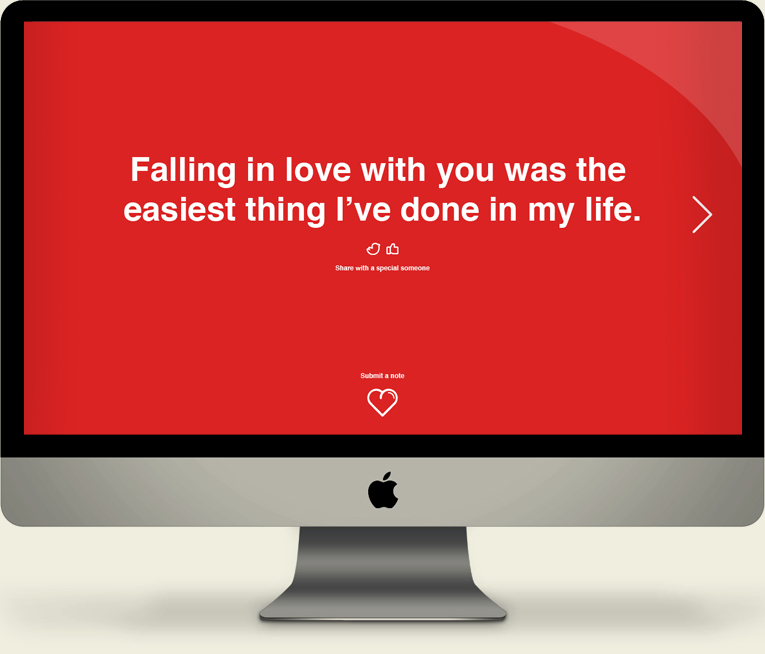 Falling in love with you was the
easiest thing I’ve done in my life.
Share with a special someone
Submit a note